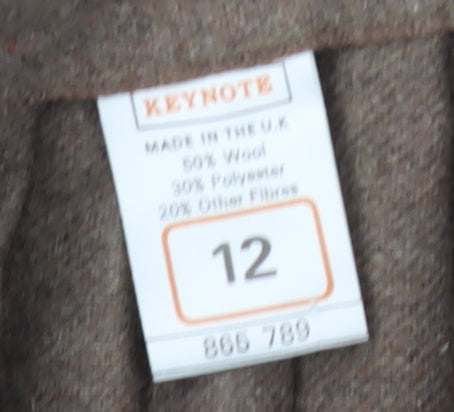 KEYNOTE
MADE IN THE U.K
50% Wool
30% Polyester
20% Other Fibres
12
865 789